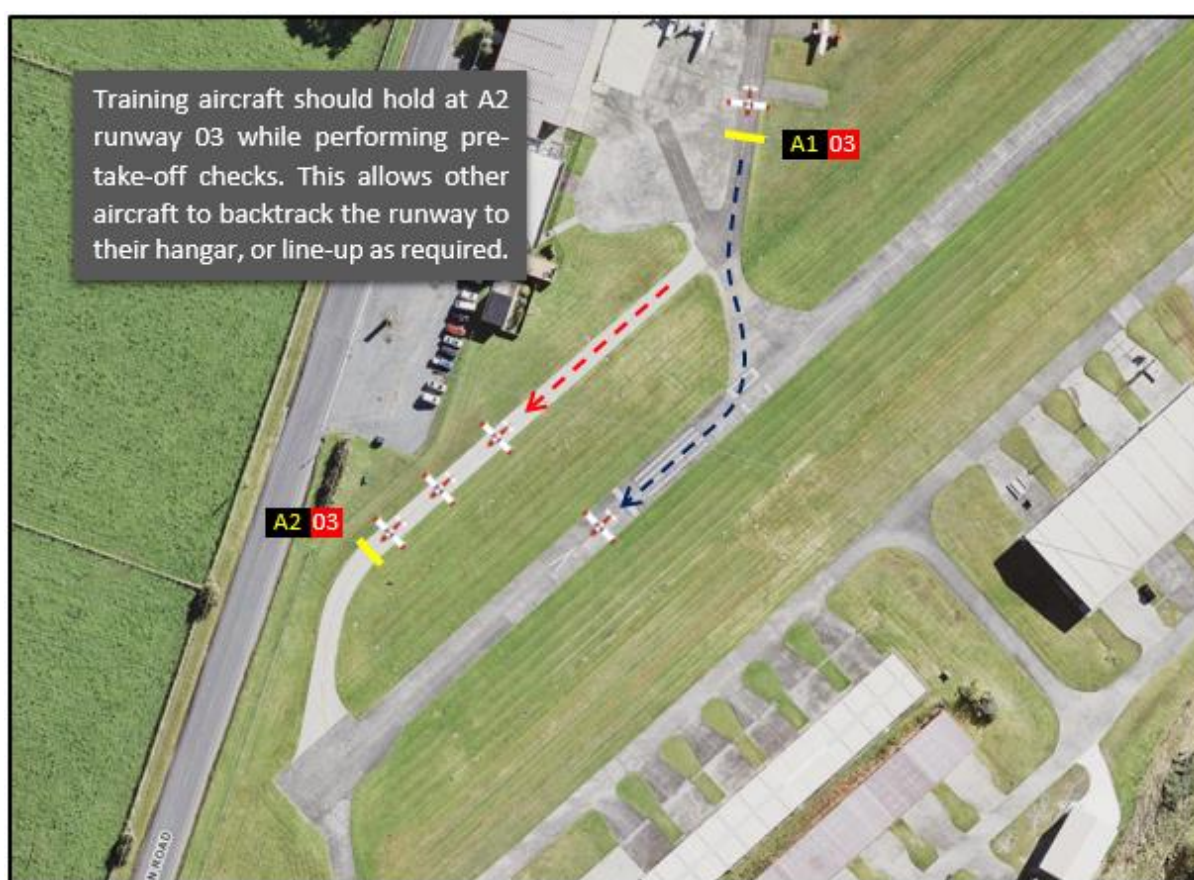 Training aircraft should hold at A2
runway 03 while performing pre-
take-off checks. This allows other
aircraft to backtrack the runway to
their hangar, or line-up as required.
A1 03
A2 03
N ROAD